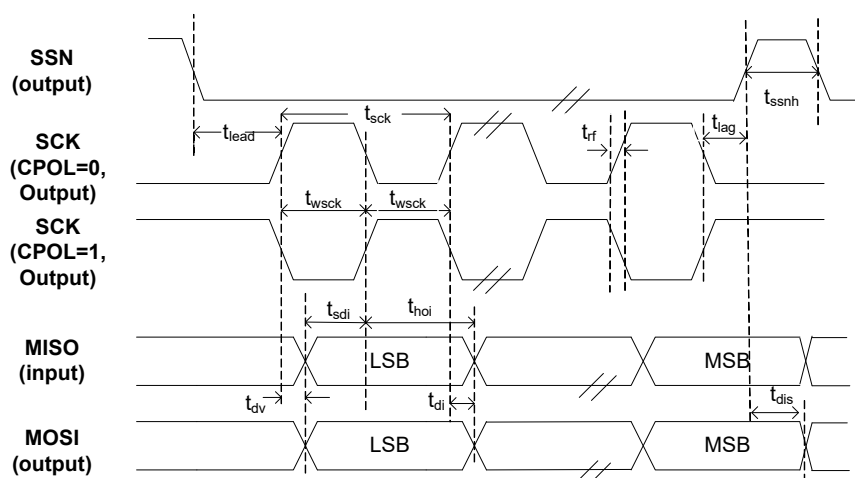 SSN
(output)
t_ssnh
t_sck
t_lead
t_rf
t_lag
SCK
(CPOL=0,
Output)
t_wsck
t_wsck
SCK
(CPOL=1,
Output)
t_sdi
t_hoi
MISO
(input)
LSB
MSB
t_dv
t_di
t_dis
MOSI
(output)
LSB
MSB